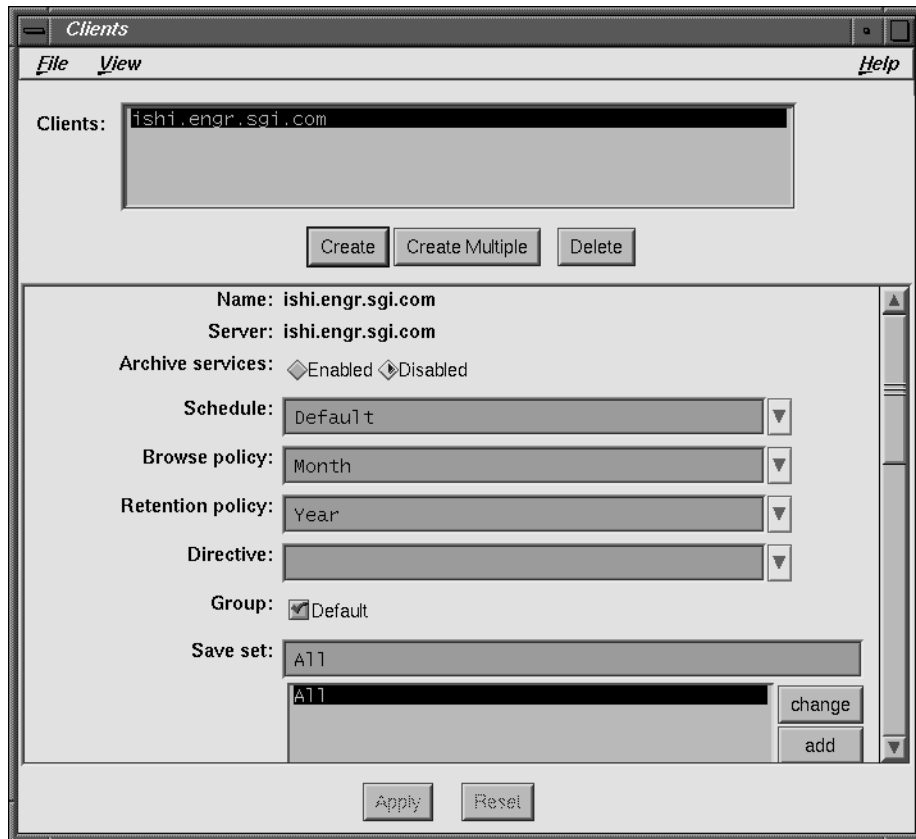 Clients
File View Help
Clients: ishi.engr.sgi.com
Create Create Multiple Delete
Name: ishi.engr.sgi.com
Server: ishi.engr.sgi.com
Archive services: Enabled Disabled
Schedule: Default
Browse policy: Month
Retention policy: Year
Directive:
Group: Default
Save set: All
All change
add
Apply Reset